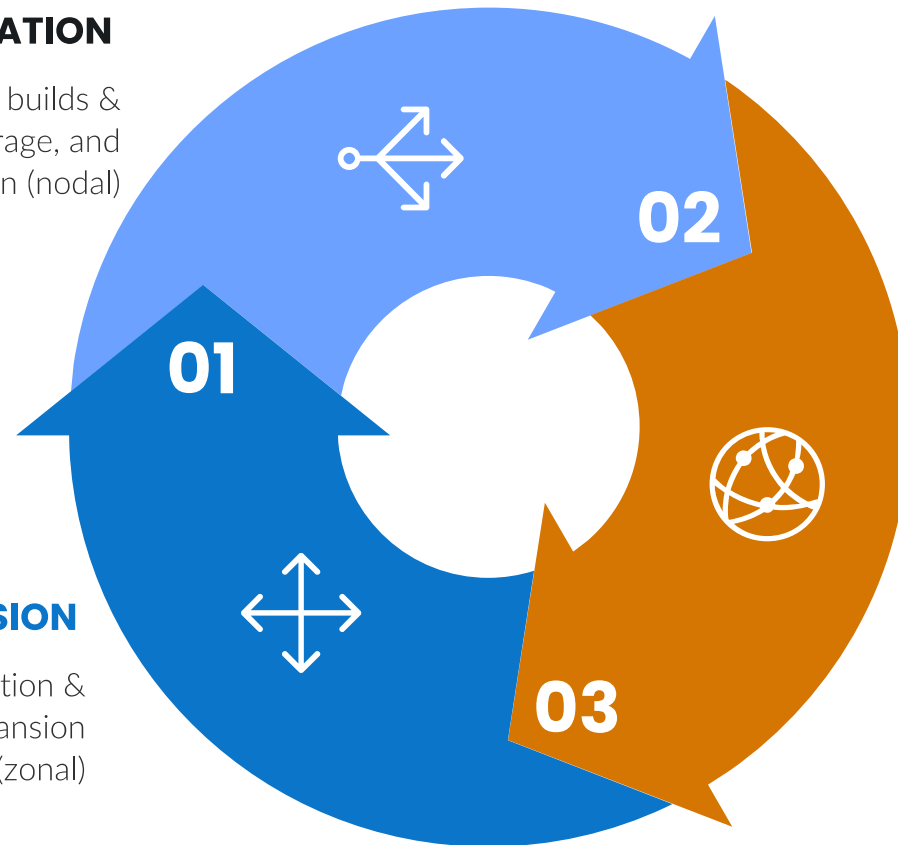 ATION
builds &
rage, and
n (nodal)
02
01
SION
tion &
ansion
(zonal)
03